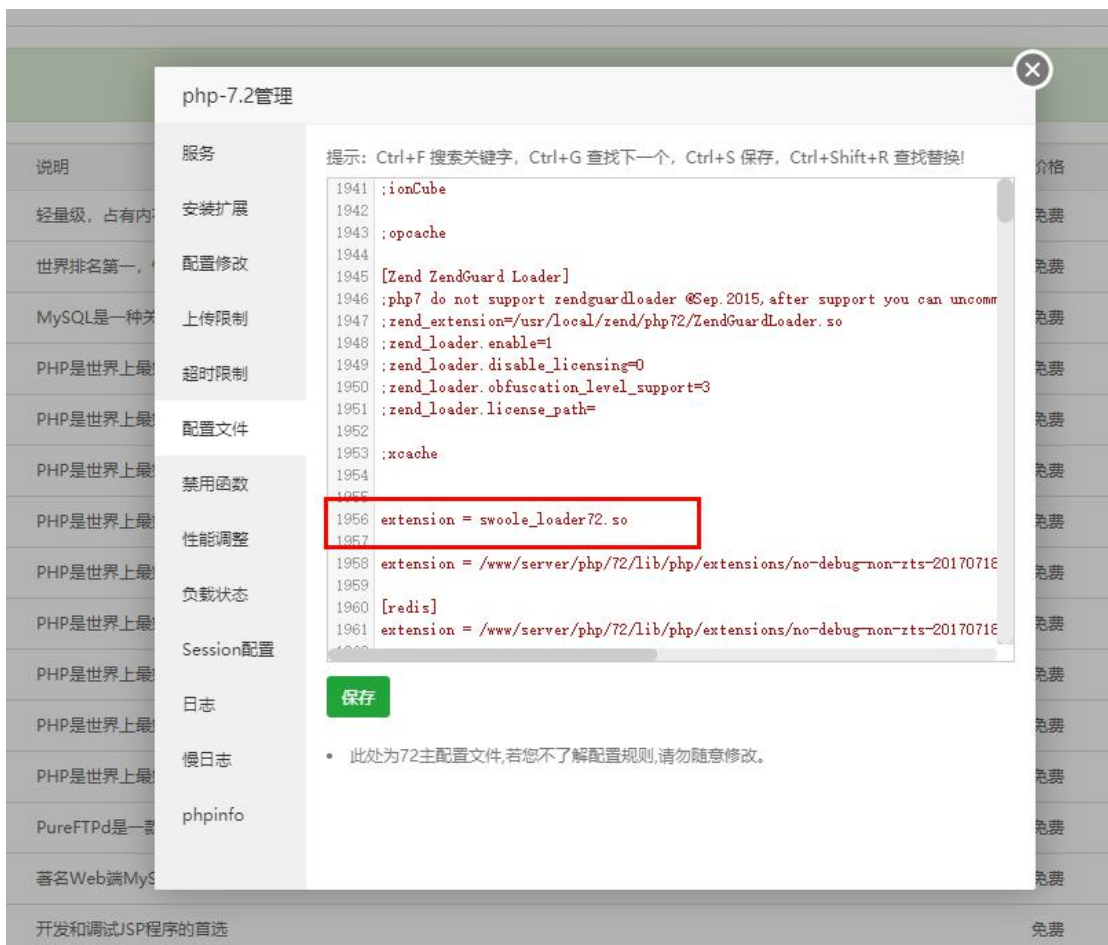 php-7.2管理
服务
安装扩展
配置修改
上传限制
超时限制
配置文件
禁用函数
性能调整
负载状态
Session配置
日志
慢日志
phpinfo
提示：Ctrl+F 搜索关键字，Ctrl+G 查找下一个，Ctrl+S 保存，Ctrl+Shift+R 查找替换!
1941 ;ionCube
1942
1943 ;opcache
1944
1945 [Zend ZendGuard Loader]
1946 ;php7 do not support zendguardloader @Sep.2015,after support you can uncomm
1947 ;zend_extension=/usr/local/zend/php72/ZendGuardLoader.so
1948 ;zend_loader.enable=1
1949 ;zend_loader.disable_licensing=0
1950 ;zend_loader.obfuscation_level_support=3
1951 ;zend_loader.license_path=
1952
1953 ;xcache
1954
1955
1956 extension = swoole_loader72.so
1957
1958 extension = /www/server/php/72/lib/php/extensions/no-debug-non-zts-20170718
1959
1960 [redis]
1961 extension = /www/server/php/72/lib/php/extensions/no-debug-non-zts-20170718
保存
• 此处为72主配置文件,若您不了解配置规则,请勿随意修改。
说明 价格
轻量级，占有内 免费
世界排名第一， 免费
MySQL是一种关 免费
PHP是世界上最 免费
PHP是世界上最 免费
PHP是世界上最 免费
PHP是世界上最 免费
PHP是世界上最 免费
PHP是世界上最 免费
PHP是世界上最 免费
PHP是世界上最 免费
PHP是世界上最 免费
PureFTPd是一款 免费
著名Web端MyS 免费
开发和调试JSP程序的首选 免费